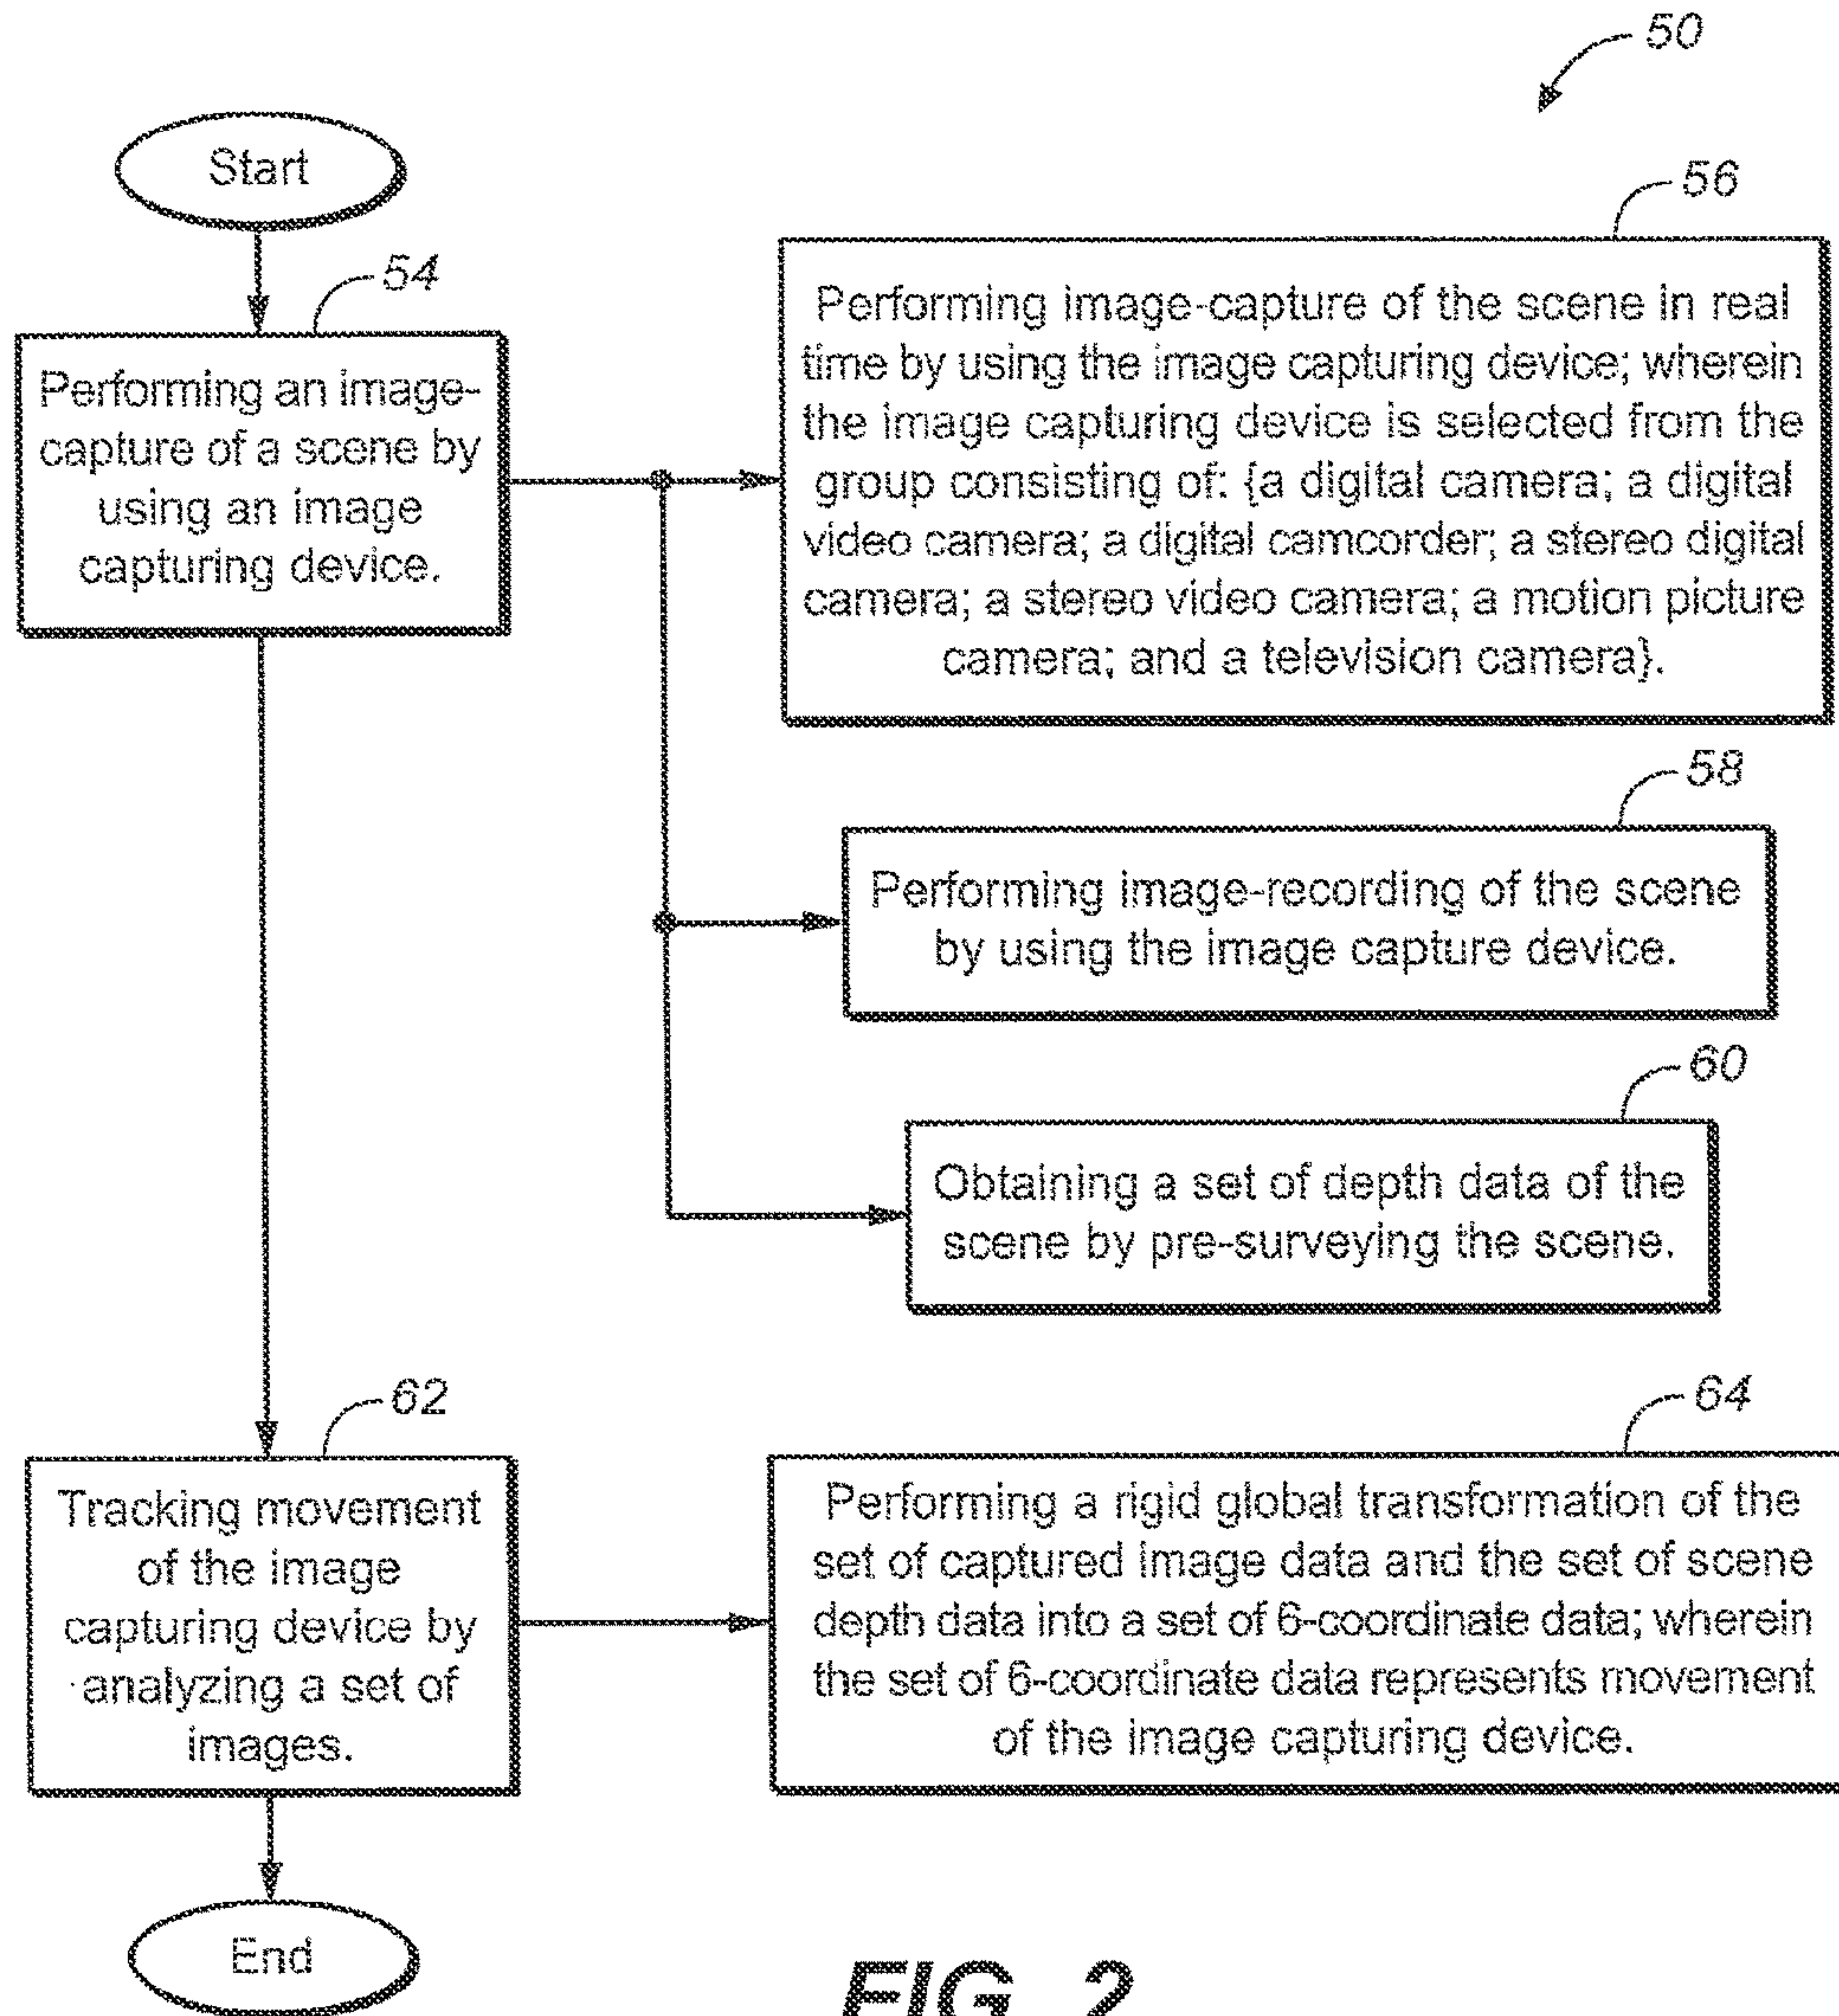 50
Start
54
Performing an image-
capture of a scene by
using an image
capturing device.
56
Performing image-capture of the scene in real
time by using the image capturing device; wherein
the image capturing device is selected from the
group consisting of: {a digital camera; a digital
video camera; a digital camcorder; a stereo digital
camera; a stereo video camera; a motion picture
camera; and a television camera}.
58
Performing image-recording of the scene
by using the image capture device.
60
Obtaining a set of depth data of the
scene by pre-surveying the scene.
62
Tracking movement
of the image
capturing device by
analyzing a set of
images.
64
Performing a rigid global transformation of the
set of captured image data and the set of scene
depth data into a set of 6-coordinate data; wherein
the set of 6-coordinate data represents movement
of the image capturing device.
End
FIG. 2